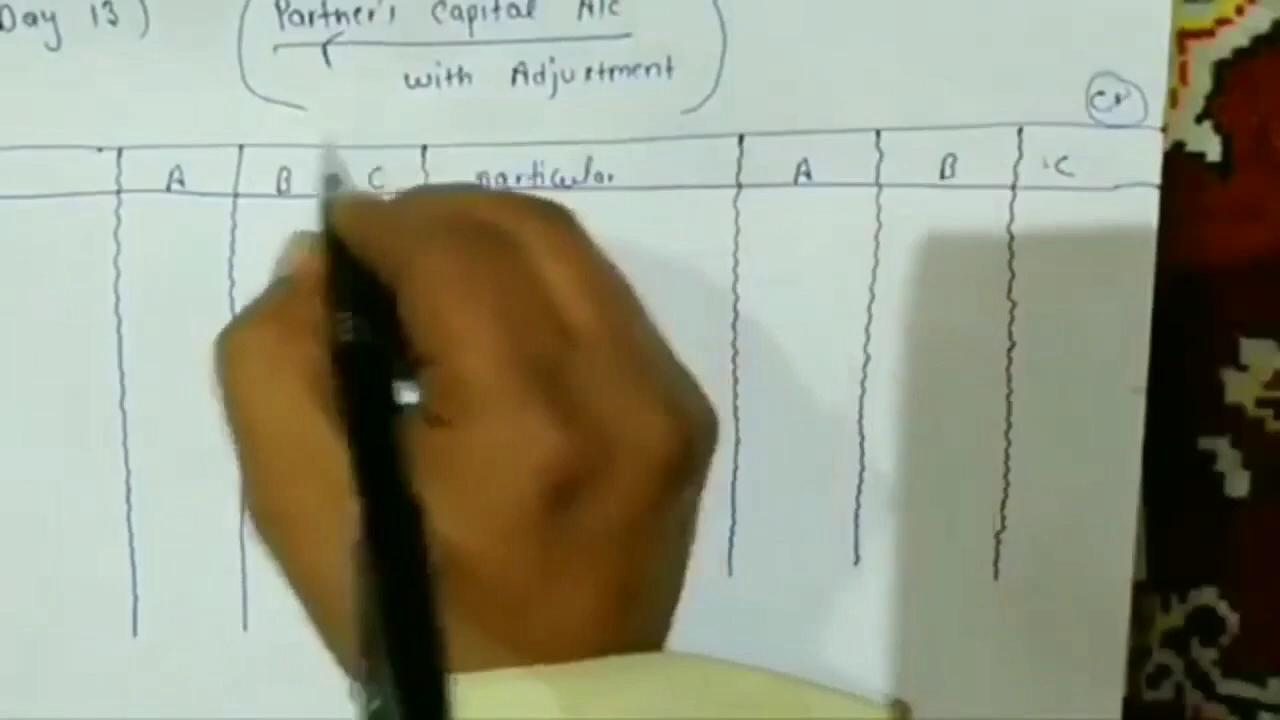 Day 13)
Partner's Capital A/c
with Adjustment
Cr
A B C particular A B C